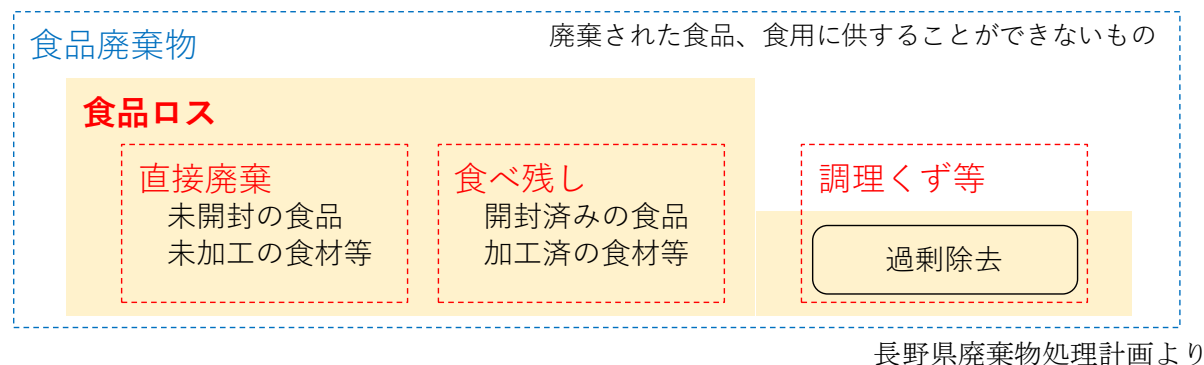 食品廃棄物
廃棄された食品、食用に供することができないもの
食品ロス
直接廃棄
未開封の食品
未加工の食材等
食べ残し
開封済みの食品
加工済の食材等
調理くず等
過剰除去
長野県廃棄物処理計画より